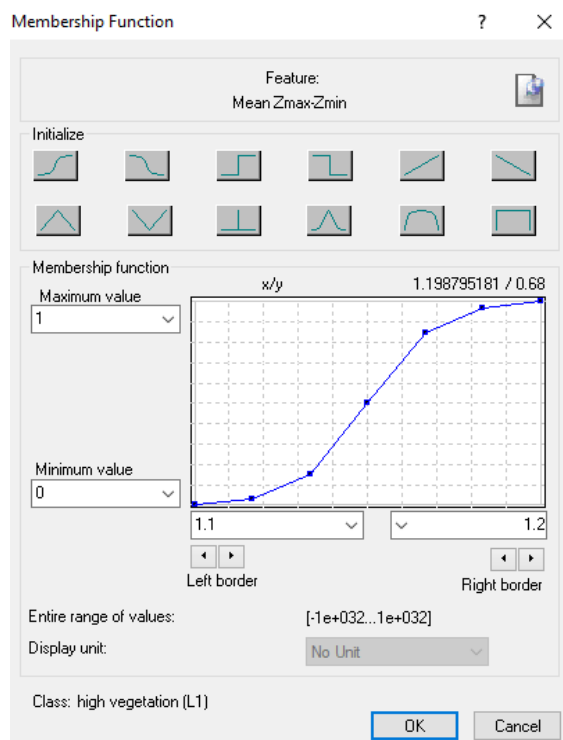 Membership Function ? ×
Feature:
Mean Zmax-Zmin
Initialize
Membership function
x/y 1.198795181 / 0.68
Maximum value
1
Minimum value
0
1.1 1.2
Left border Right border
Entire range of values: [-1e+032...1e+032]
Display unit: No Unit
Class: high vegetation (L1)
OK Cancel